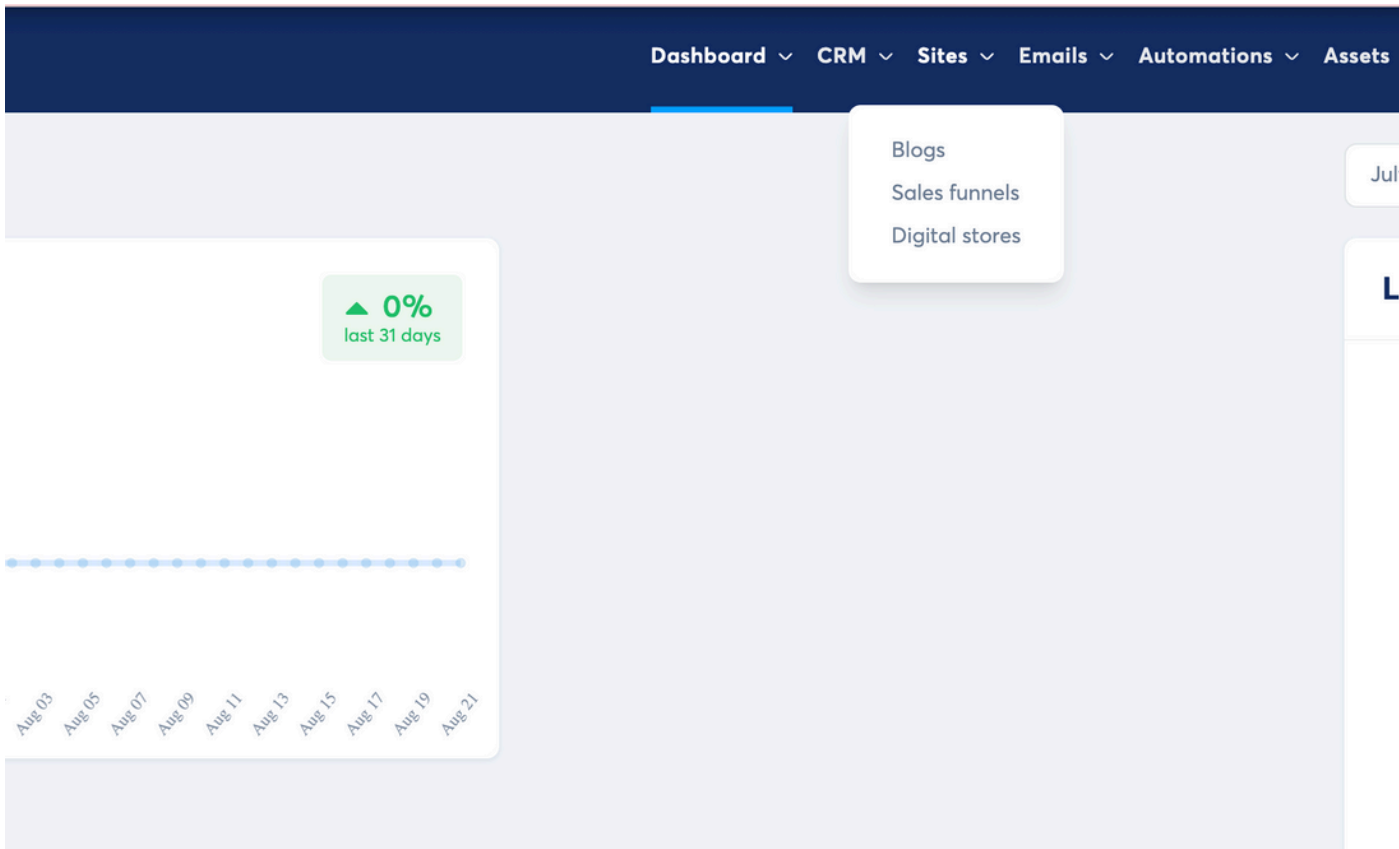 Dashboard CRM Sites Emails Automations Assets
Blogs
Sales funnels
Digital stores
Jul
0%
last 31 days
L
Aug 03 Aug 05 Aug 07 Aug 09 Aug 11 Aug 13 Aug 15 Aug 17 Aug 19 Aug 21